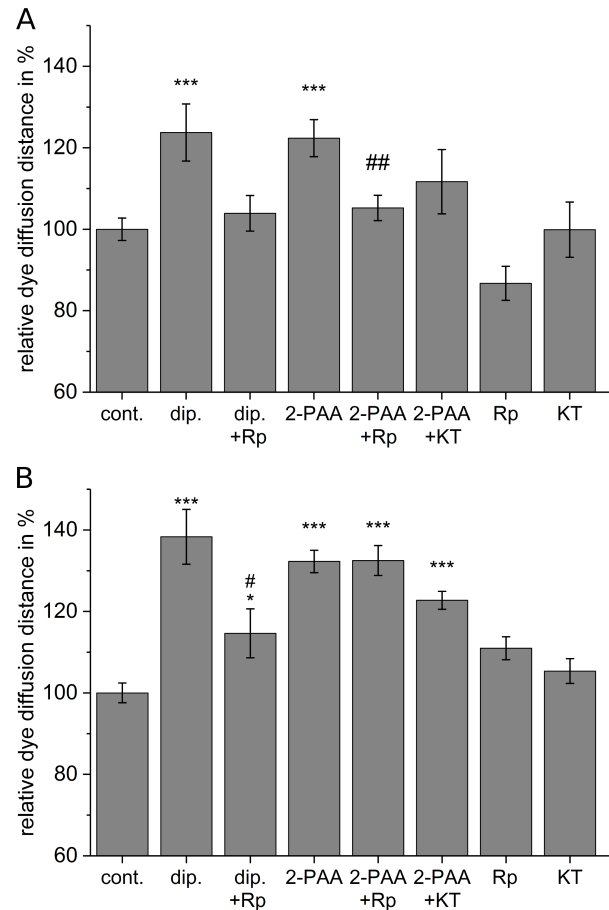 A
relative dye diffusion distance in %
140
120
100
80
60
***
***
##
cont. dip. dip. 2-PAA 2-PAA 2-PAA Rp KT
+Rp +Rp +KT
B
relative dye diffusion distance in %
140
120
100
80
60
***
#
*
***
***
***
cont. dip. dip. 2-PAA 2-PAA 2-PAA Rp KT
+Rp +Rp +KT